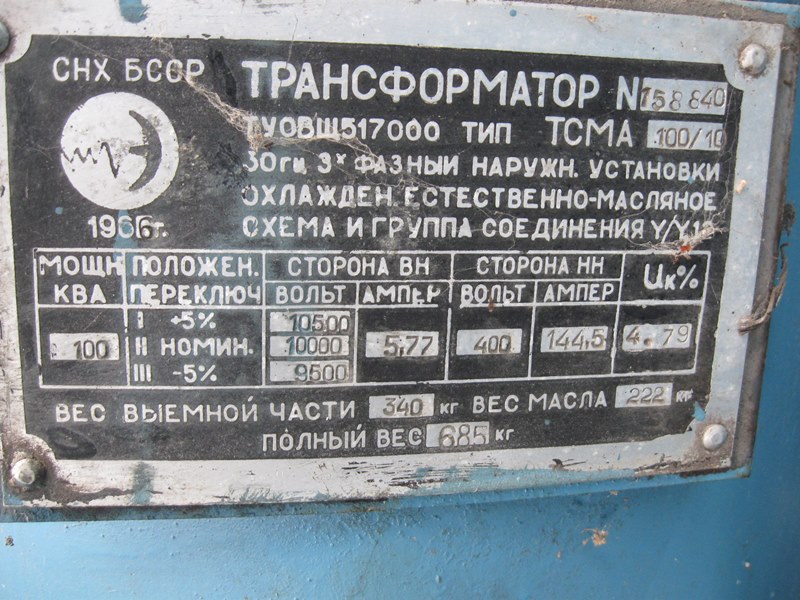 СНХ БССР
ТРАНСФОРМАТОР N 158840
ТУОВШ517000 ТИП ТСМА 100/10
50гц 3х ФАЗНЫЙ НАРУЖН. УСТАНОВКИ
ОХЛАЖДЕН. ЕСТЕСТВЕННО-МАСЛЯНОЕ
1966г.
СХЕМА И ГРУППА СОЕДИНЕНИЯ Y/Y12
МОЩН ПОЛОЖЕН. СТОРОНА ВН СТОРОНА НН Uк%
КВА ПЕРЕКЛЮЧ ВОЛЬТ АМПЕР ВОЛЬТ АМПЕР
I +5% 10500
100 II НОМИН. 10000 5,77 400 144,5 4.79
III -5% 9500
ВЕС ВЫЕМНОЙ ЧАСТИ 340 кг ВЕС МАСЛА 222 кг
ПОЛНЫЙ ВЕС 685 кг